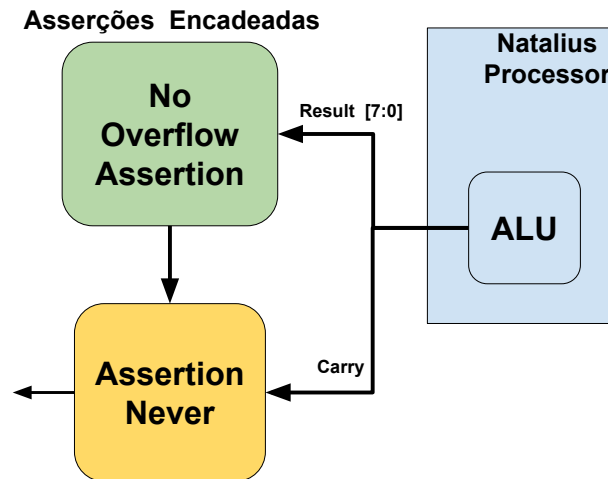 Asserções Encadeadas
No
Overflow
Assertion
Result [7:0]
Natalius
Processor
ALU
Carry
Assertion
Never